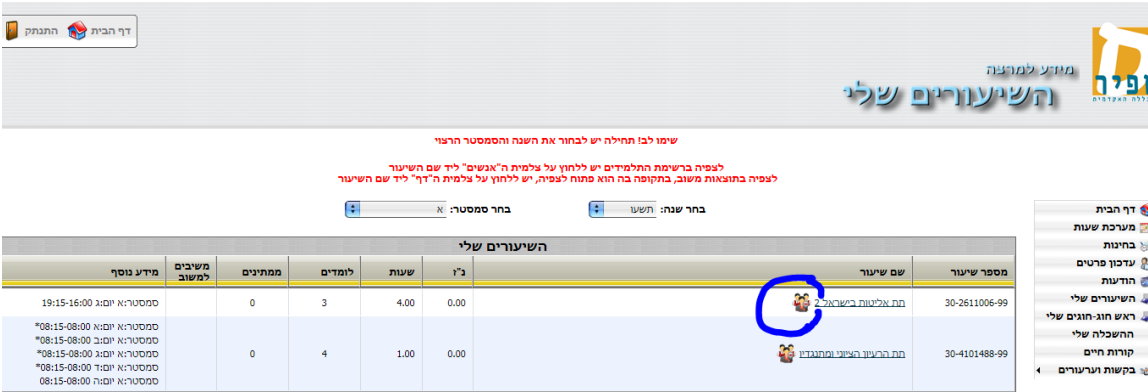 דף הבית התנתק
מידע למרצה
השיעורים שלי
שימו לב! תחילה יש לבחור את השנה והסמסטר הרצוי
לצפיה ברשימת התלמידים יש ללחוץ על צלמית ה"אנשים" ליד שם השיעור
לצפיה בתוצאות משוב, בתקופה בה הוא פתוח לצפיה, יש ללחוץ על צלמית ה"דף" ליד שם השיעור
בחר שנה: תשעו בחר סמסטר: א
דף הבית
מערכת שעות
בחינות
עדכון פרטים
הודעות
השיעורים שלי
ראש חוג-חוגים שלי
ההשכלה שלי
קורות חיים
בקשות וערעורים
השיעורים שלי
מספר שיעור שם שיעור נ"ז שעות לומדים ממתינים משיבים למשוב מידע נוסף
30-2611006-99 תת אליטות בישראל 2 0.00 4.00 3 0 סמסטר:א יום:ג 19:15-16:00
30-4101488-99 תת הרעיון הציוני ומתנגדיו 0.00 1.00 4 0 סמסטר:א יום:א 08:15-08:00*
סמסטר:א יום:ב 08:15-08:00*
סמסטר:א יום:ג 08:15-08:00*
סמסטר:א יום:ד 08:15-08:00*
סמסטר:א יום:ה 08:15-08:00